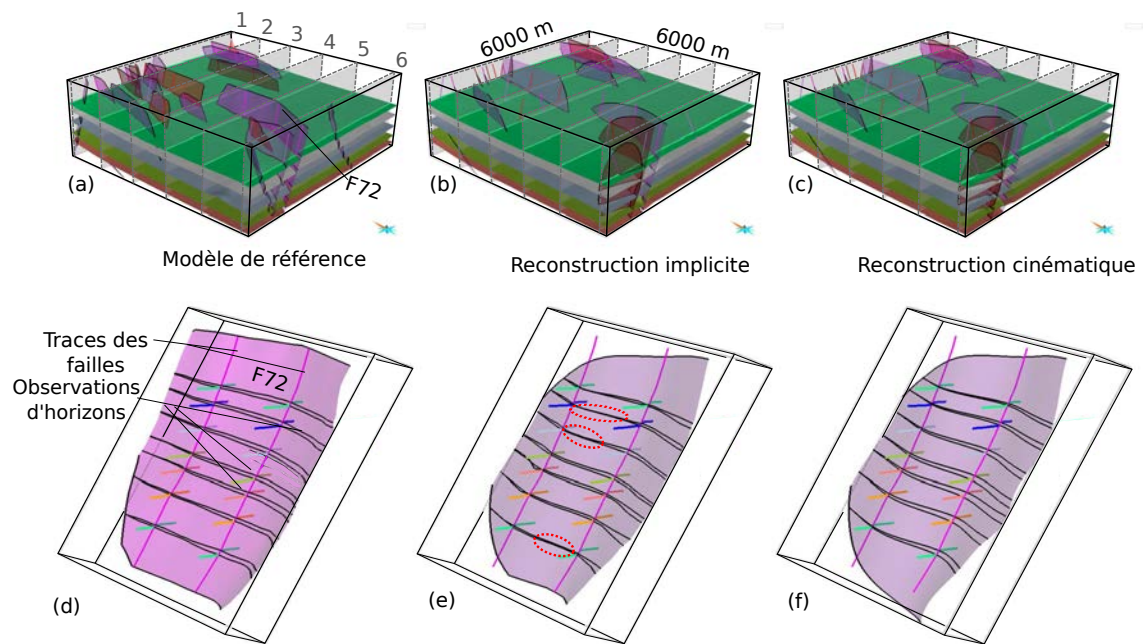 1 2 3 4 5 6
6000 m 6000 m
F72
(a) (b) (c)
Modèle de référence
Reconstruction implicite
Reconstruction cinématique
Traces des
failles
F72
Observations
d'horizons
(d) (e) (f)